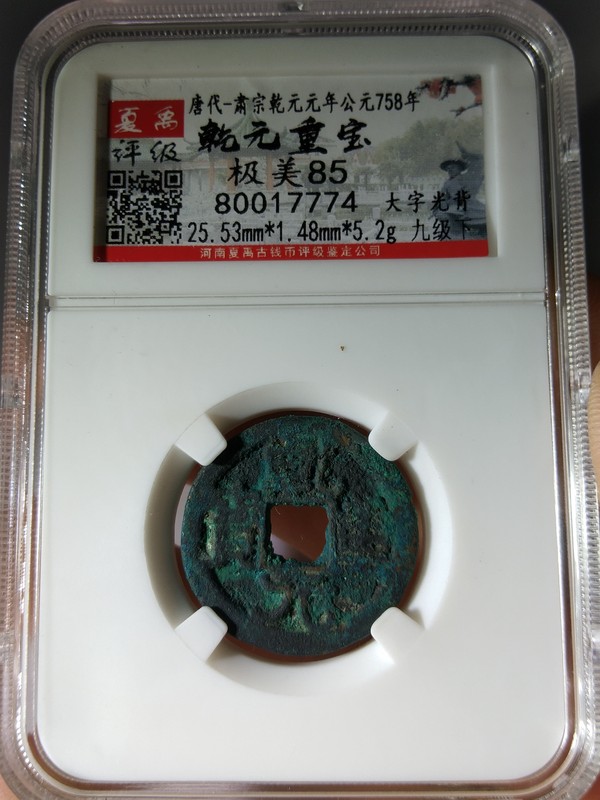 唐代-肃宗乾元元年公元758年
夏禹
评级
乾元重宝
极美85
80017774 大字光背
25.53mm*1.48mm*5.2g 九级下
河南夏禹古钱币评级鉴定公司